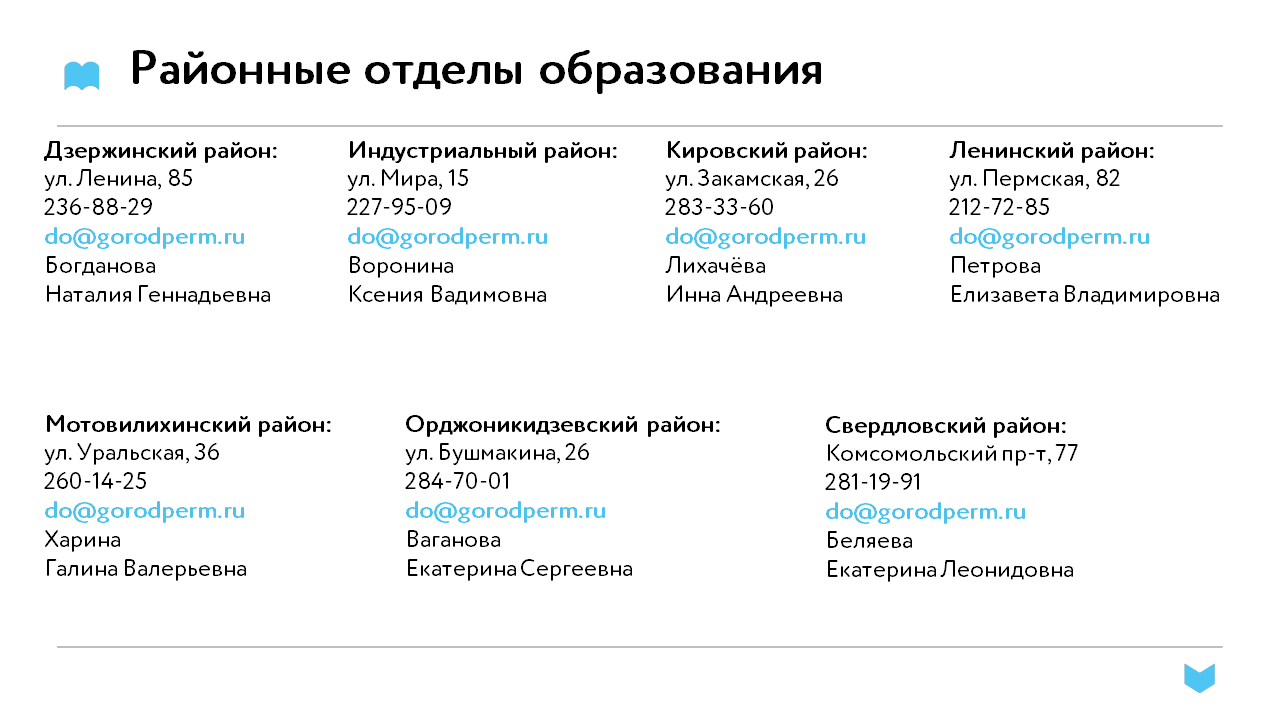 Районные отделы образования
Дзержинский район:
ул. Ленина, 85
236-88-29
do@gorodperm.ru
Богданова
Наталия Геннадьевна
Индустриальный район:
ул. Мира, 15
227-95-09
do@gorodperm.ru
Воронина
Ксения Вадимовна
Кировский район:
ул. Закамская, 26
283-33-60
do@gorodperm.ru
Лихачёва
Инна Андреевна
Ленинский район:
ул. Пермская, 82
212-72-85
do@gorodperm.ru
Петрова
Елизавета Владимировна
Мотовилихинский район:
ул. Уральская, 36
260-14-25
do@gorodperm.ru
Харина
Галина Валерьевна
Орджоникидзевский район:
ул. Бушмакина, 26
284-70-01
do@gorodperm.ru
Ваганова
Екатерина Сергеевна
Свердловский район:
Комсомольский пр-т, 77
281-19-91
do@gorodperm.ru
Беляева
Екатерина Леонидовна